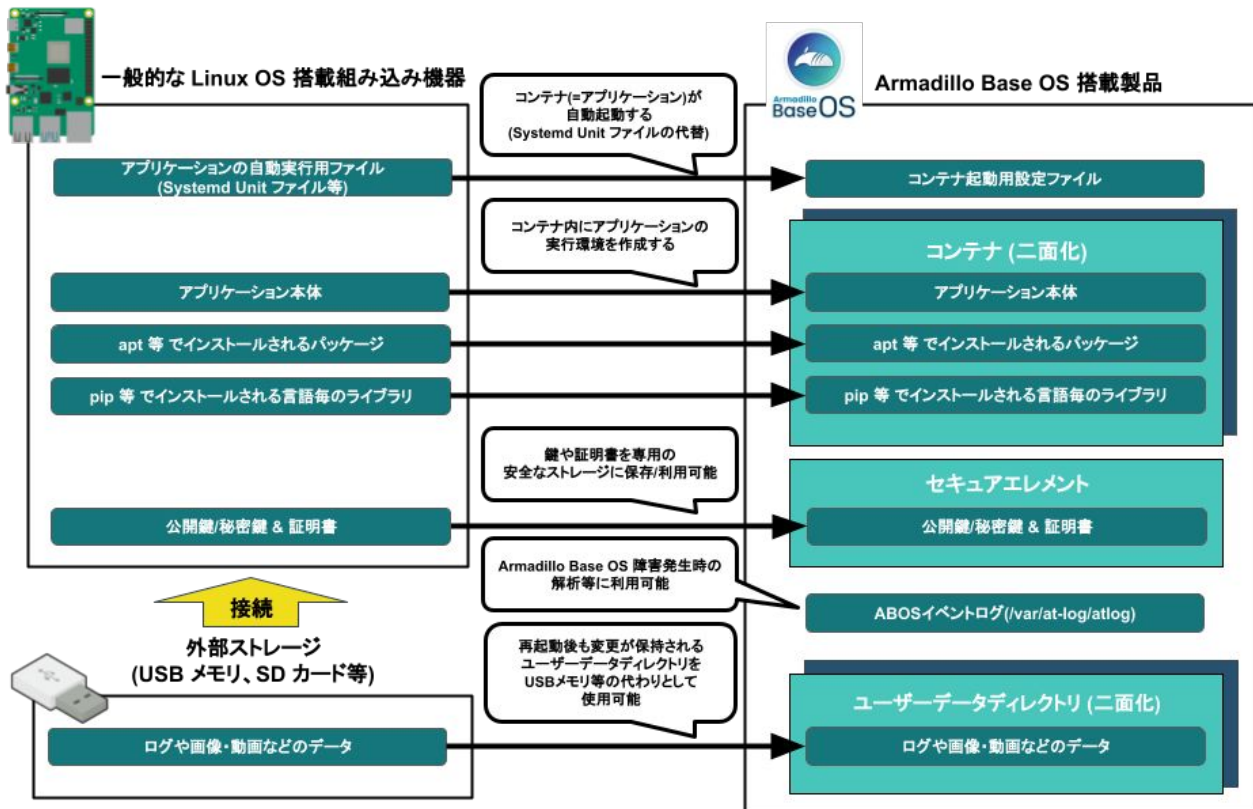 一般的な Linux OS 搭載組み込み機器
Armadillo
Base OS
Armadillo Base OS 搭載製品
コンテナ(=アプリケーション)が
自動起動する
(Systemd Unit ファイルの代替)
アプリケーションの自動実行用ファイル
(Systemd Unit ファイル等)
コンテナ起動用設定ファイル
コンテナ内にアプリケーションの
実行環境を作成する
コンテナ (二面化)
アプリケーション本体
アプリケーション本体
apt 等 でインストールされるパッケージ
apt 等 でインストールされるパッケージ
pip 等 でインストールされる言語毎のライブラリ
pip 等 でインストールされる言語毎のライブラリ
鍵や証明書を専用の
安全なストレージに保存/利用可能
セキュアエレメント
公開鍵/秘密鍵 & 証明書
公開鍵/秘密鍵 & 証明書
Armadillo Base OS 障害発生時の
解析等に利用可能
ABOSイベントログ(/var/at-log/atlog)
接続
外部ストレージ
(USB メモリ、SD カード等)
再起動後も変更が保持される
ユーザーデータディレクトリを
USBメモリ等の代わりとして
使用可能
ユーザーデータディレクトリ (二面化)
ログや画像・動画などのデータ
ログや画像・動画などのデータ